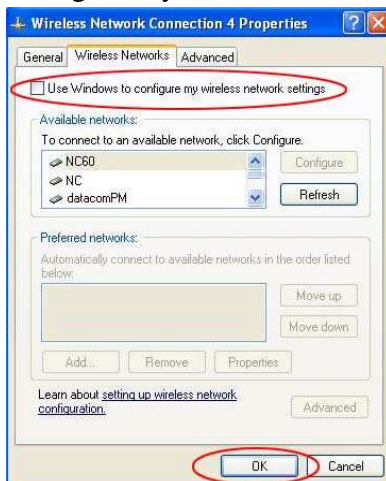 Wireless Network Connection 4 Properties
General Wireless Networks Advanced
Use Windows to configure my wireless network settings
Available networks:
To connect to an available network, click Configure.
NC60
Configure
NC
datacomPM
Refresh
Preferred networks:
Automatically connect to available networks in the order listed
below:
Move up
Move down
Add... Remove Properties
Learn about setting up wireless network
configuration.
Advanced
OK Cancel